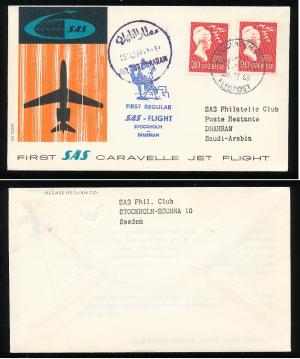 SAS
FIRST REGULAR
SAS-FLIGHT
STOCKHOLM
DHAHRAN
20 SVERIGE
20 SVERIGE
FLYGPOST
SAS Philatelic Club
Poste Restante
DHAHRAN
Saudi-Arabia
FIRST SAS CARAVELLE JET FLIGHT
PLEASE RETURN TO:
SAS Phil. Club
STOCKHOLM-BROMMA 10
Sweden